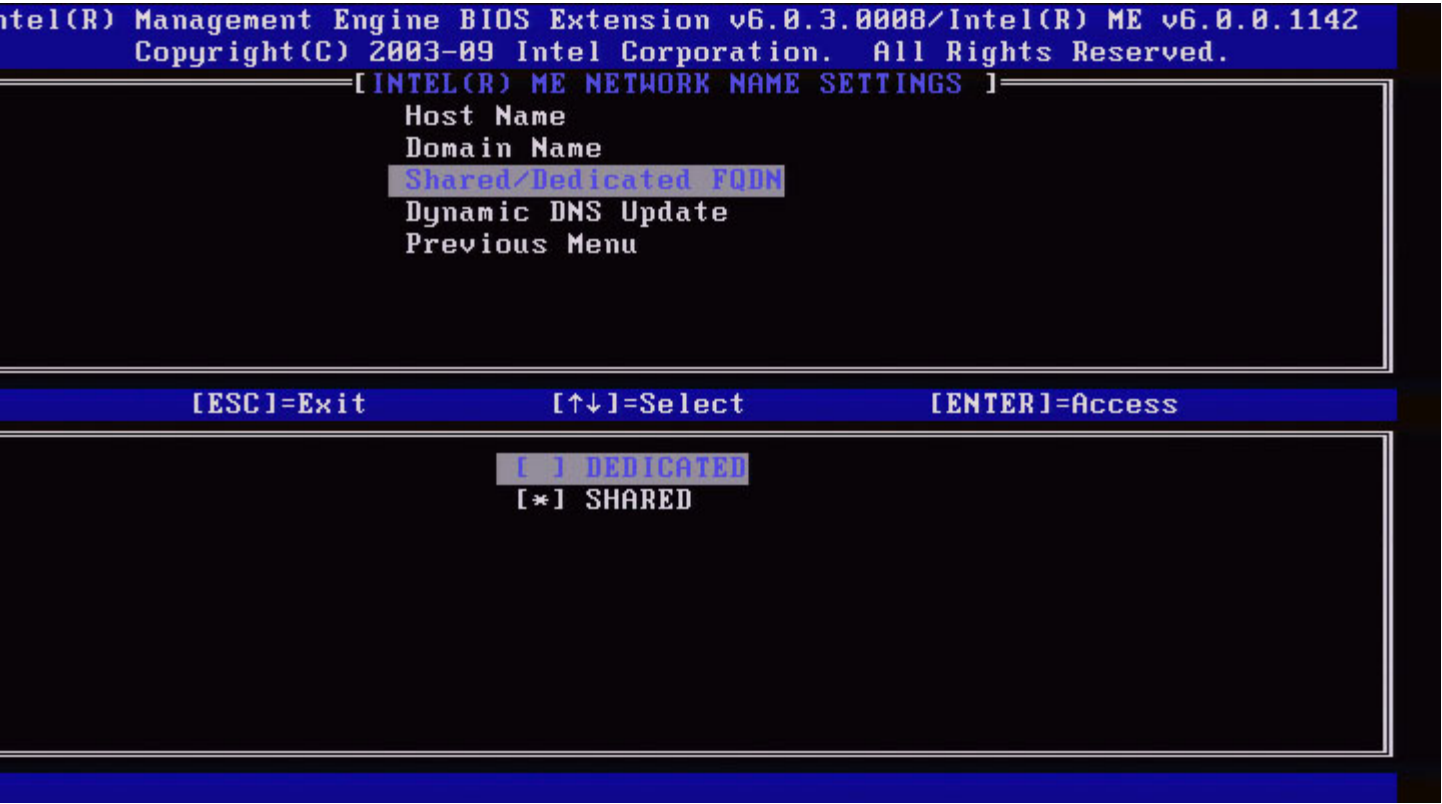 ntel(R) Management Engine BIOS Extension v6.0.3.0008/Intel(R) ME v6.0.0.1142
Copyright(C) 2003-09 Intel Corporation.  All Rights Reserved.
[ INTEL(R) ME NETWORK NAME SETTINGS ]
Host Name
Domain Name
Shared/Dedicated FQDN
Dynamic DNS Update
Previous Menu
[ESC]=Exit [↑↓]=Select [ENTER]=Access
[ ] DEDICATED
[*] SHARED